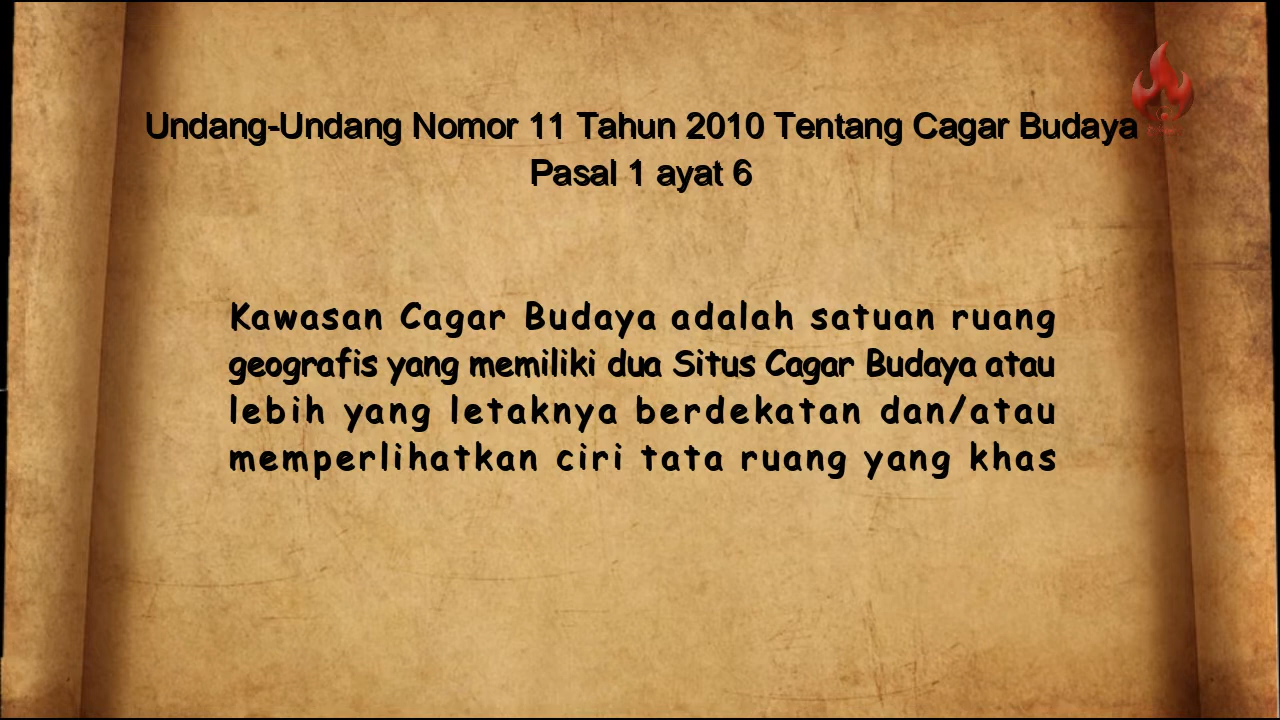 Undang-Undang Nomor 11 Tahun 2010 Tentang Cagar Budaya
Pasal 1 ayat 6
Kawasan Cagar Budaya adalah satuan ruang
geografis yang memiliki dua Situs Cagar Budaya atau
lebih yang letaknya berdekatan dan/atau
memperlihatkan ciri tata ruang yang khas